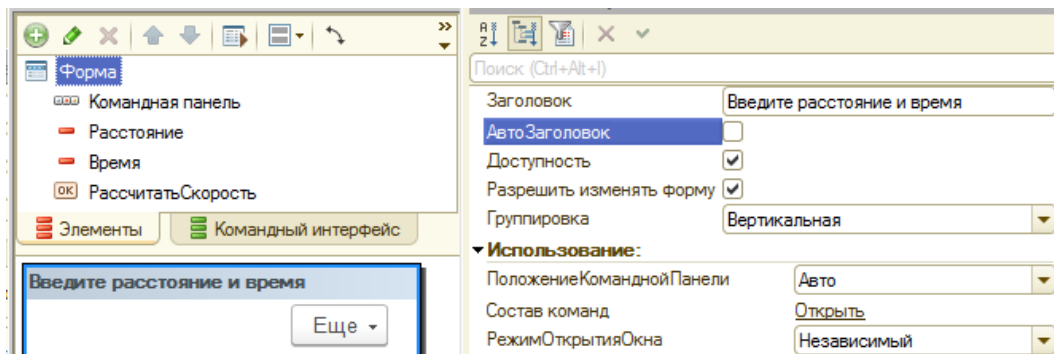 Форма
Командная панель
Расстояние
Время
РассчитатьСкорость
Элементы
Командный интерфейс
Введите расстояние и время
Еще
Поиск (Ctrl+Alt+I)
Заголовок Введите расстояние и время
АвтоЗаголовок
Доступность
Разрешить изменять форму
Группировка Вертикальная
Использование:
ПоложениеКоманднойПанели Авто
Состав команд Открыть
РежимОткрытияОкна Независимый